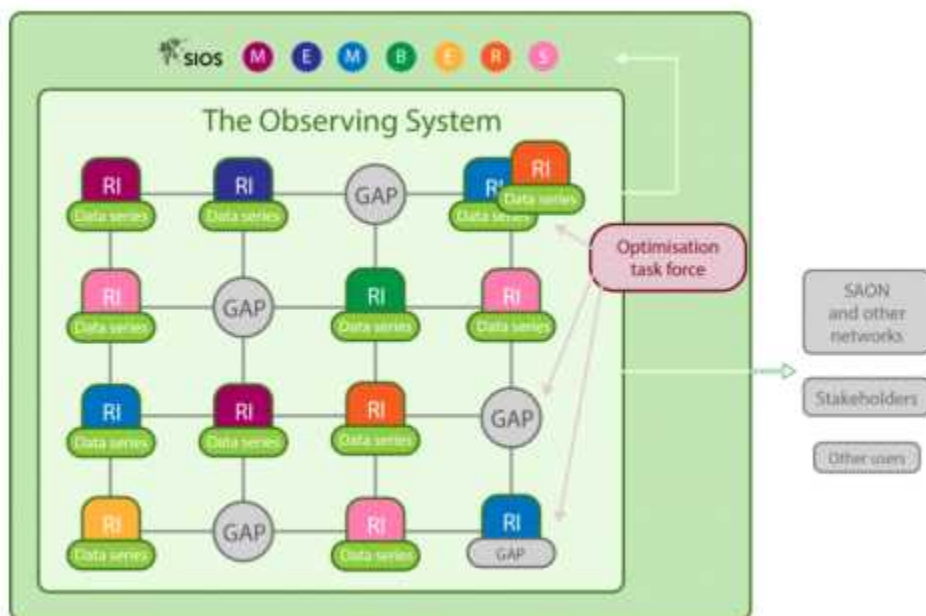 SIOS M E M B E R S
The Observing System
RI RI GAP RI RI
Data series Data series Data series Data series
Optimisation
task force
RI GAP RI RI
Data series Data series Data series
SAON
and other
networks
RI RI RI GAP
Data series Data series Data series
Stakeholders
Other users
RI GAP RI RI
Data series Data series GAP